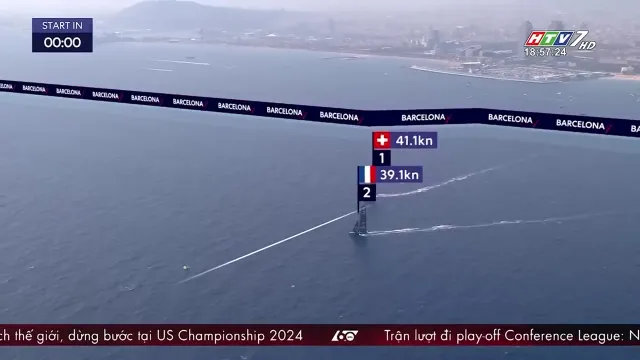 START IN
00:00
HTV7 HD
18:57:24
BARCELONA BARCELONA BARCELONA BARCELONA BARCELONA BARCELONA BARCELONA BARCELONA BARCELONA BARCELONA BARCELONA BA
41.1kn
1
39.1kn
2
ch thế giới, dừng bước tại US Championship 2024 60 Trận lượt đi play-off Conference League: N